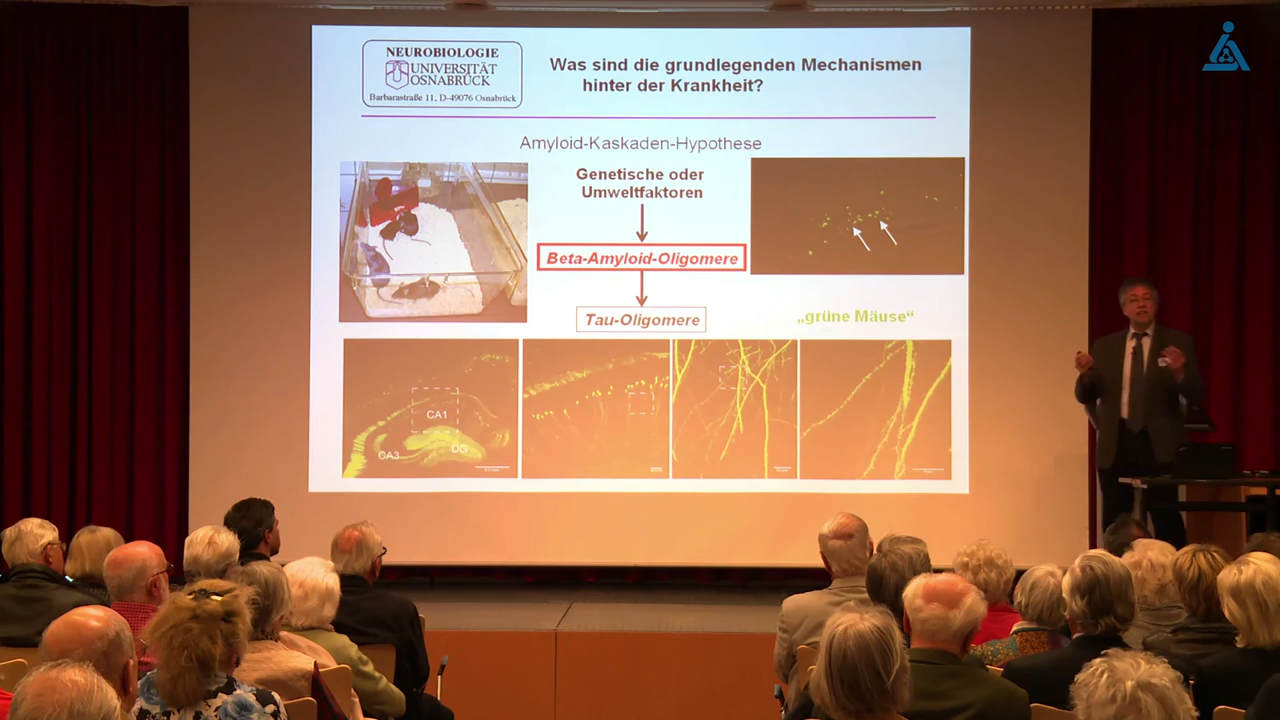 NEUROBIOLOGIE
UNIVERSITÄT
OSNABRÜCK
Barbarastraße 11, D-49076 Osnabrück
Was sind die grundlegenden Mechanismen
hinter der Krankheit?
Amyloid-Kaskaden-Hypothese
Genetische oder
Umweltfaktoren
Beta-Amyloid-Oligomere
Tau-Oligomere
„grüne Mäuse“
CA1
CA3
DG